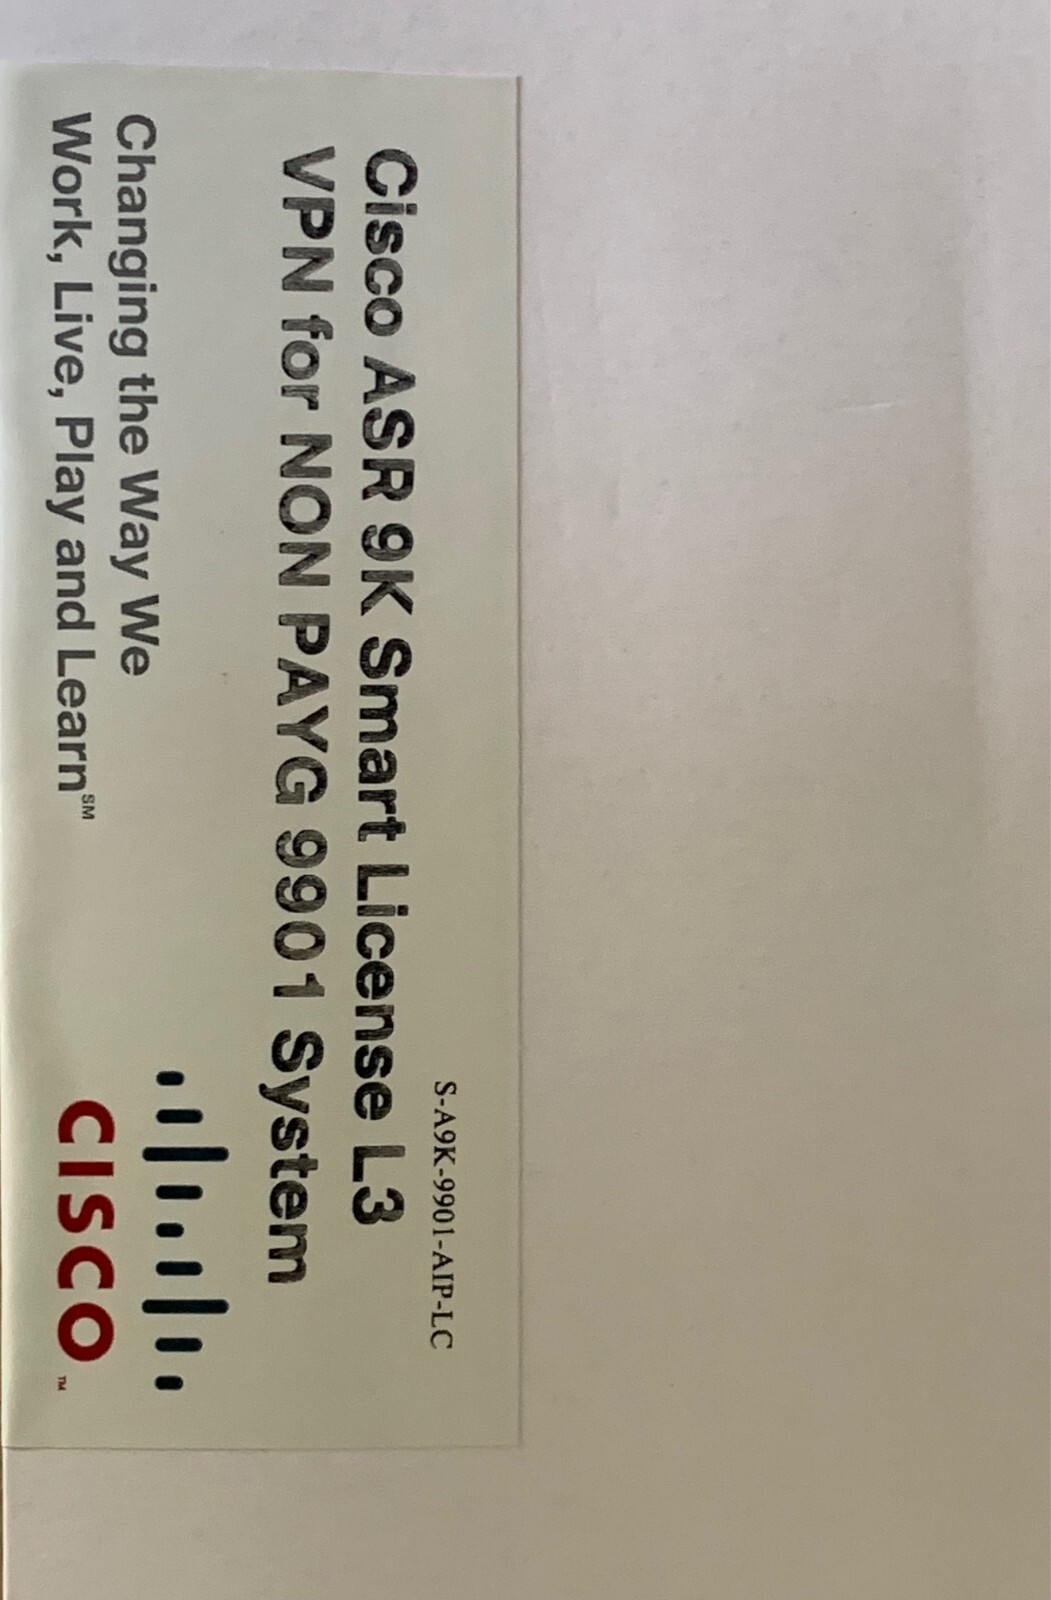 S-A9K-9901-AIP-LC
Cisco ASR 9K Smart License L3
VPN for NON PAYG 9901 System
Changing the Way We
Work, Live, Play and Learn℠
CISCO™